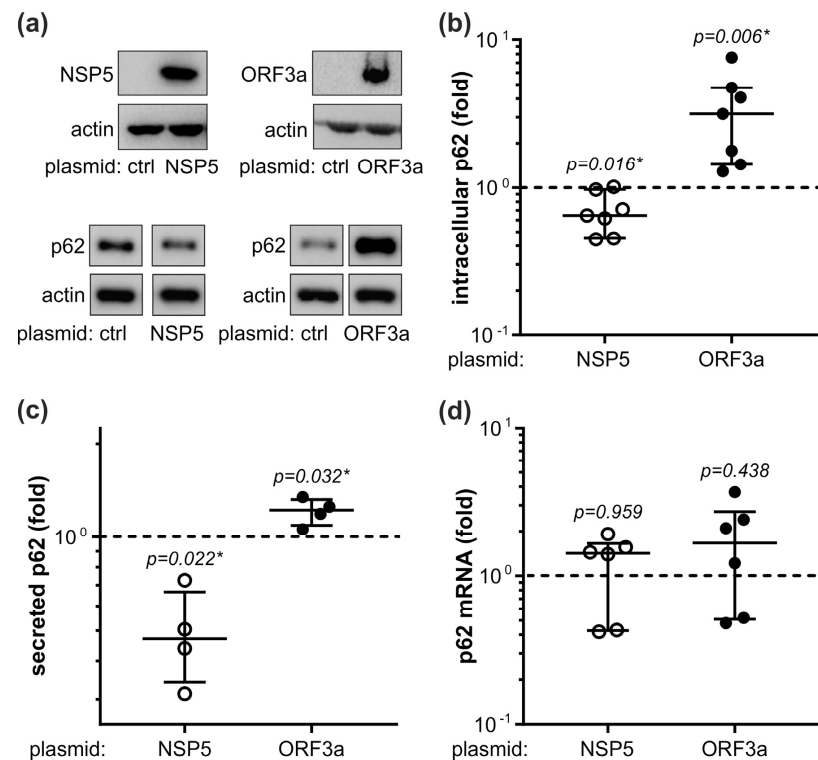 (a)
NSP5
ORF3a
actin
actin
plasmid: ctrl NSP5
plasmid: ctrl ORF3a
p62
p62
actin
actin
plasmid: ctrl NSP5
plasmid: ctrl ORF3a
(b)
intracellular p62 (fold)
10^1
10^0
10^-1
p=0.016*
p=0.006*
plasmid: NSP5 ORF3a
(c)
secreted p62 (fold)
10^0
p=0.022*
p=0.032*
plasmid: NSP5 ORF3a
(d)
p62 mRNA (fold)
10^1
10^0
10^-1
p=0.959
p=0.438
plasmid: NSP5 ORF3a